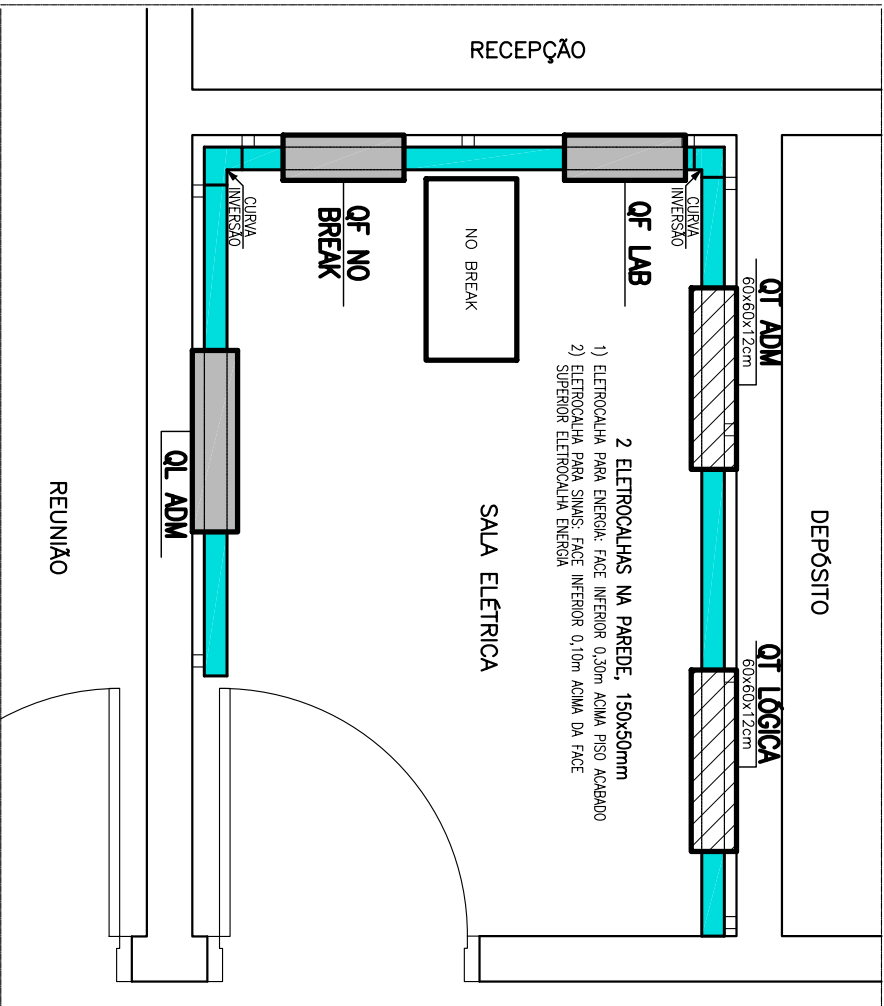 RECEPÇÃO
CURVA
INVERSÃO
QF NO
BREAK
NO BREAK
QF LAB
CURVA
INVERSÃO
QT ADM
60x60x12cm
2 ELETROCALHAS NA PAREDE, 150x50mm
1) ELETROCALHA PARA ENERGIA: FACE INFERIOR 0,30m ACIMA PISO ACABADO
2) ELETROCALHA PARA SINAIS: FACE INFERIOR 0,10m ACIMA DA FACE
SUPERIOR ELETROCALHA ENERGIA
DEPÓSITO
QL ADM
REUNIÃO
SALA ELÉTRICA
QT LÓGICA
60x60x12cm